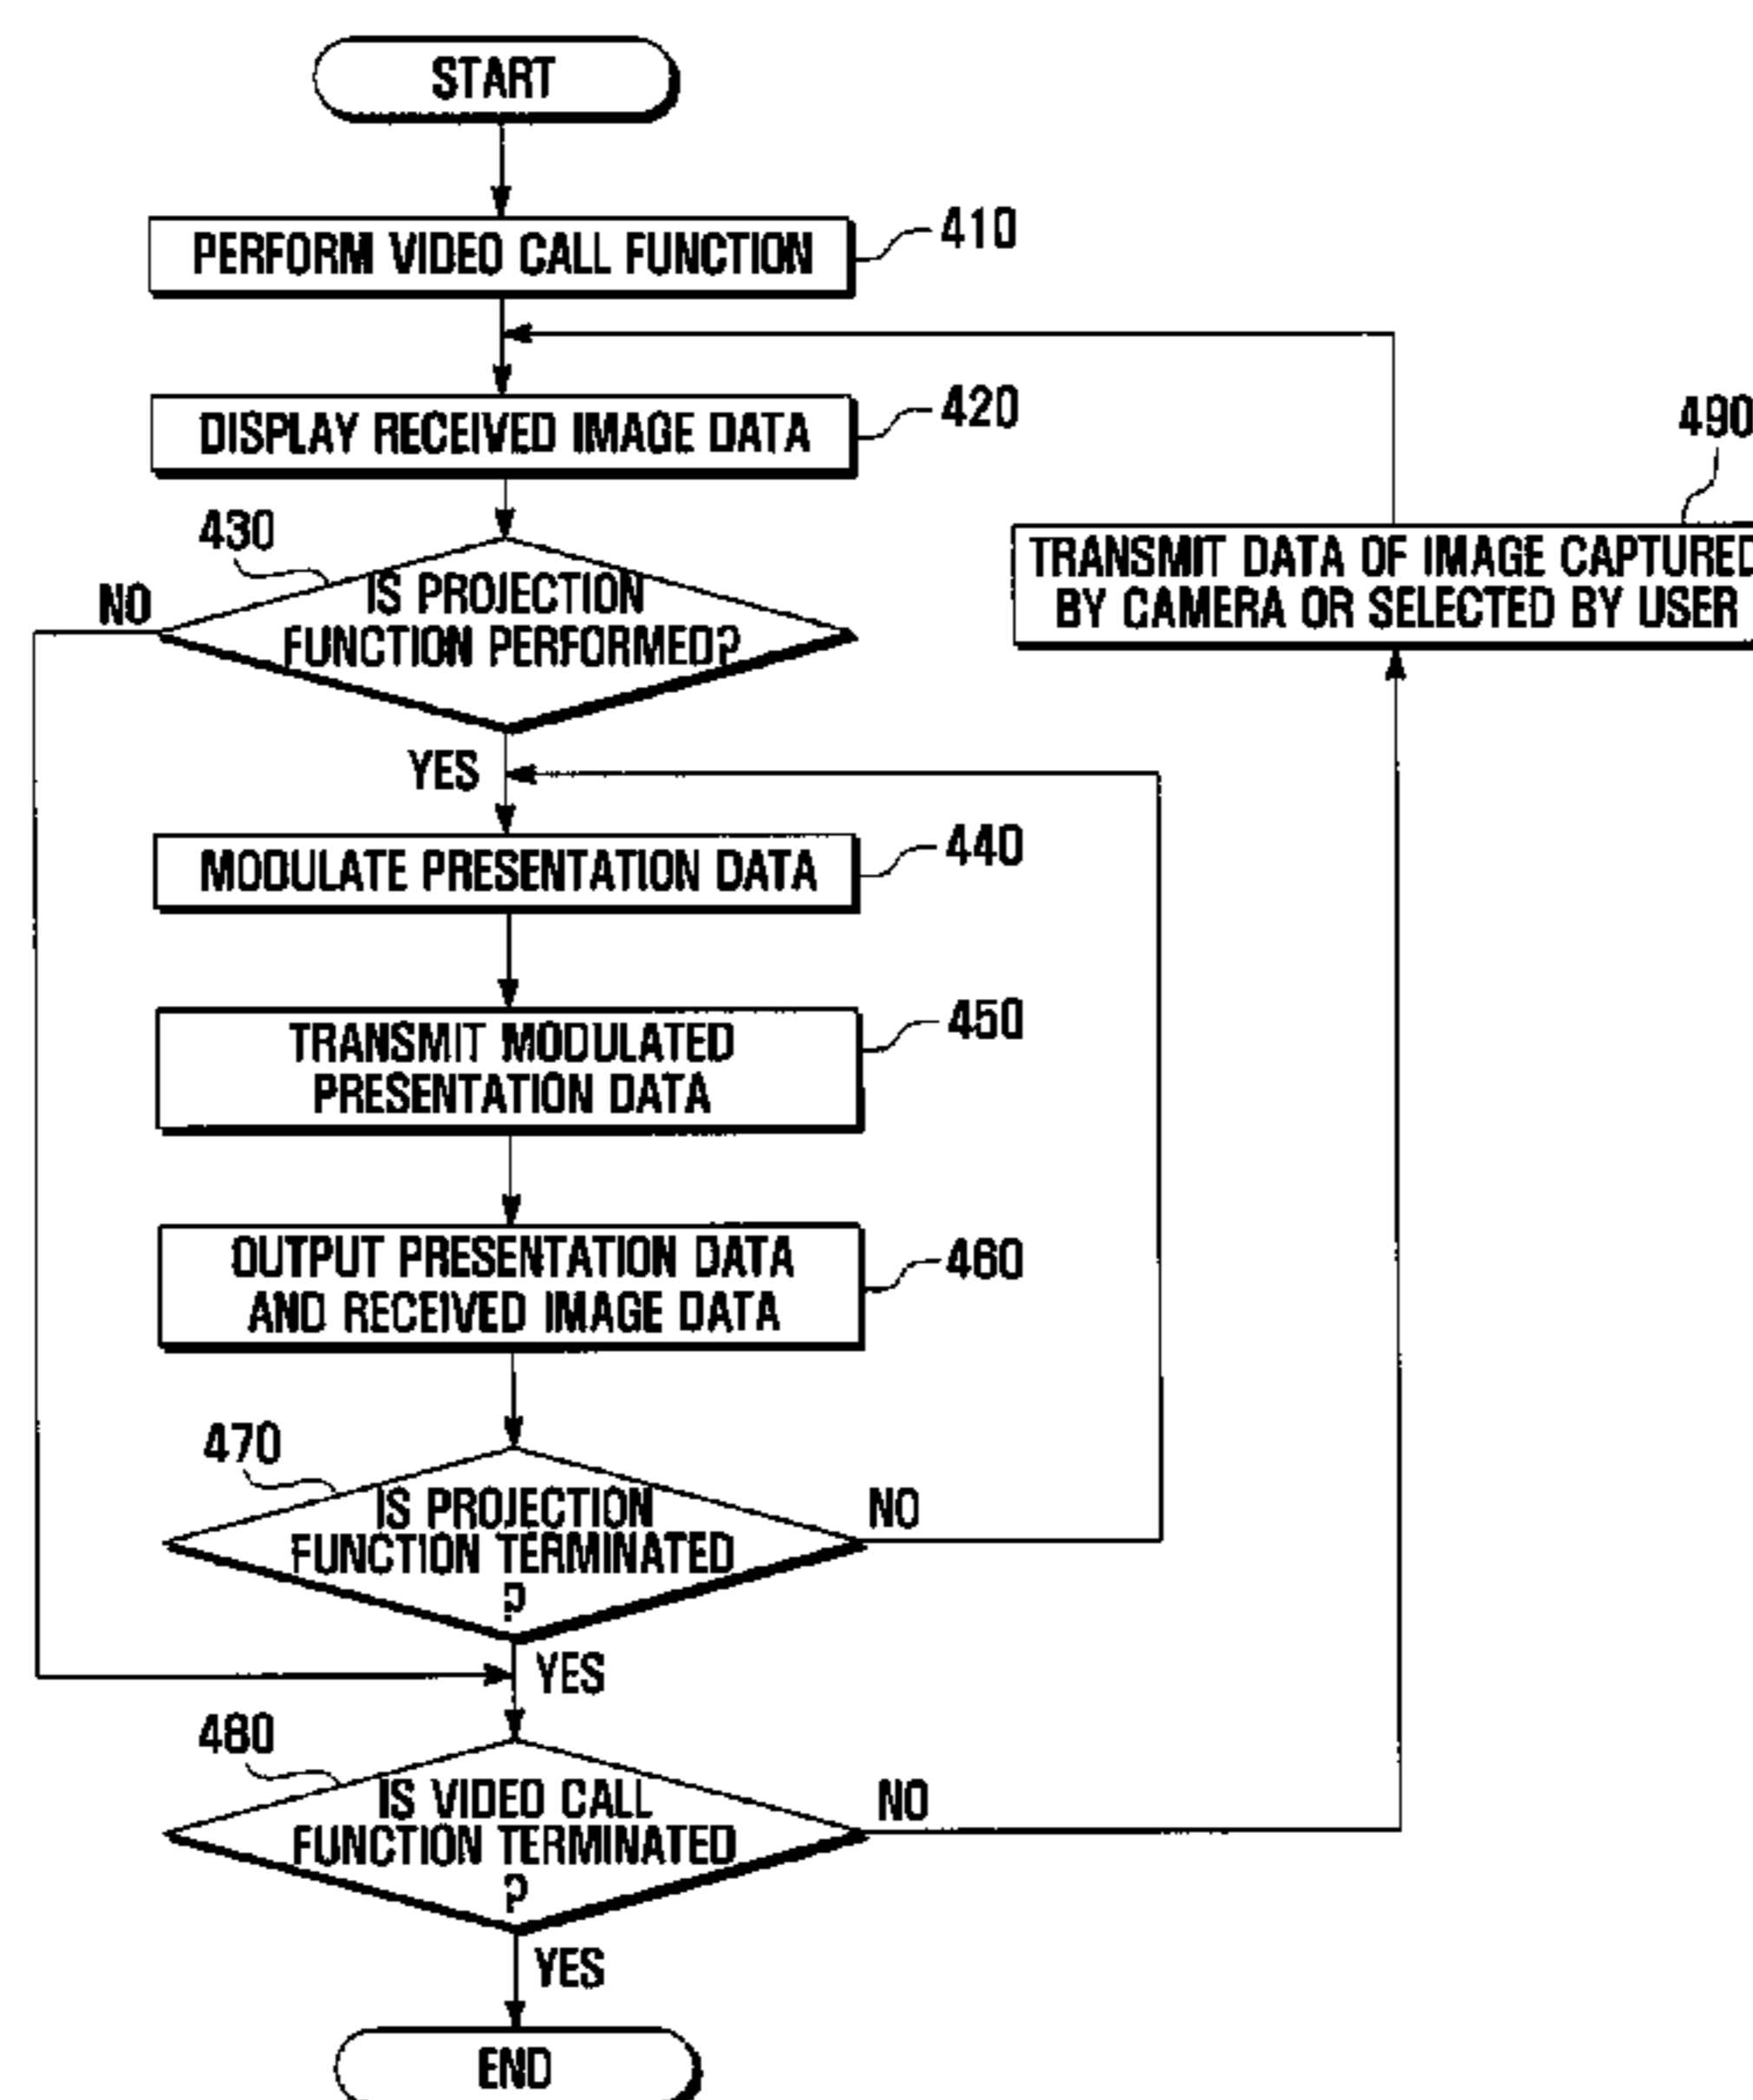 START
PERFORM VIDEO CALL FUNCTION
410
DISPLAY RECEIVED IMAGE DATA
420
490
TRANSMIT DATA OF IMAGE CAPTURED
BY CAMERA OR SELECTED BY USER
430
NO
IS PROJECTION
FUNCTION PERFORMED?
YES
MODULATE PRESENTATION DATA
440
TRANSMIT MODULATED
PRESENTATION DATA
450
OUTPUT PRESENTATION DATA
AND RECEIVED IMAGE DATA
460
470
IS PROJECTION
FUNCTION TERMINATED
?
NO
YES
480
IS VIDEO CALL
FUNCTION TERMINATED
?
NO
YES
END